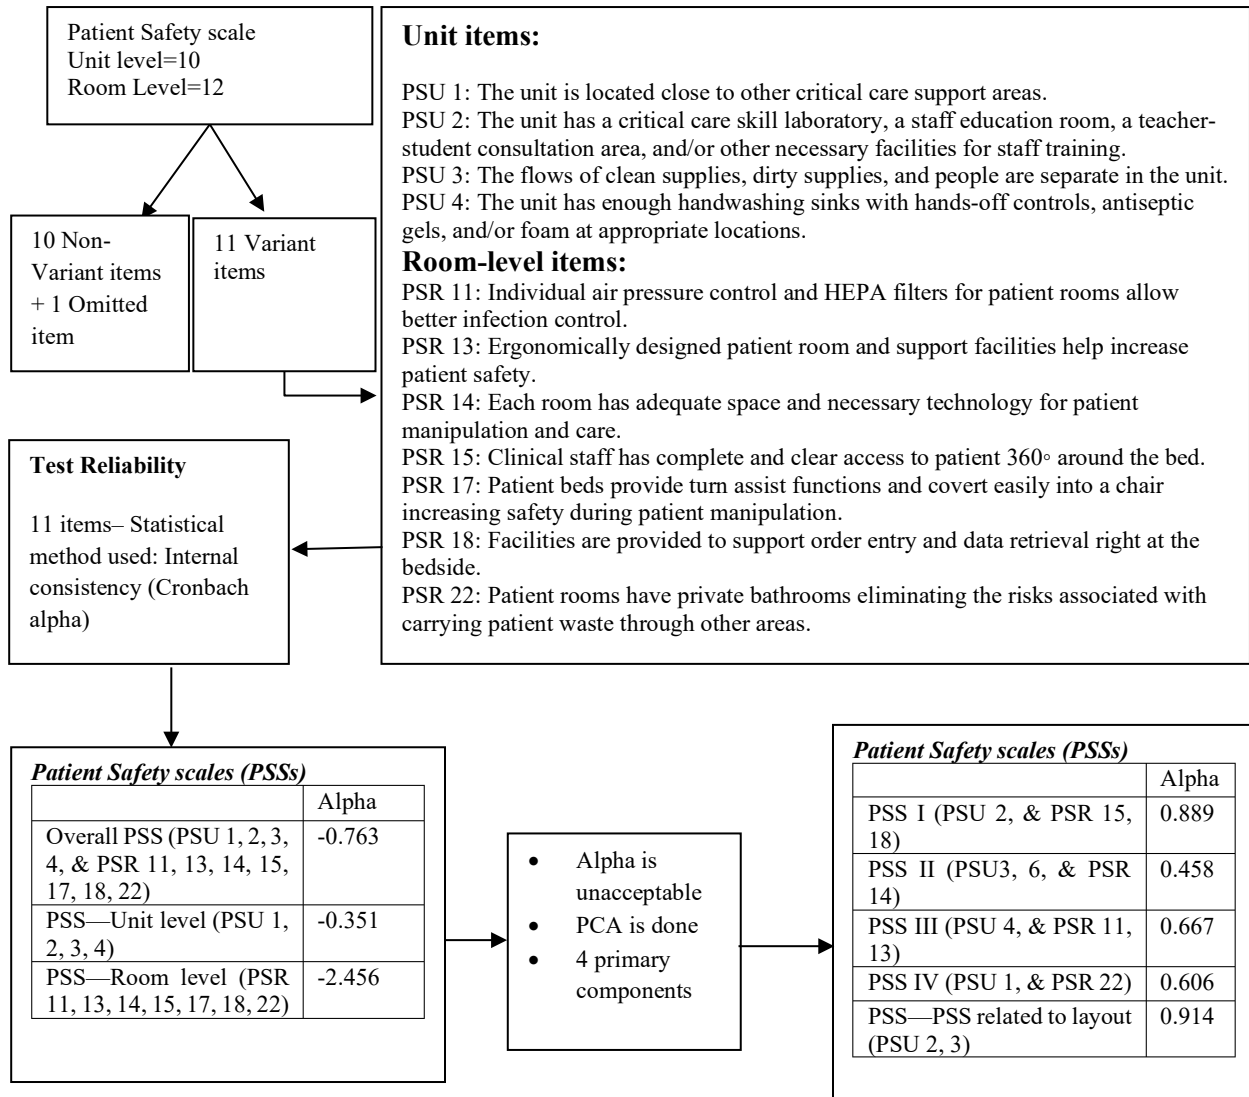 Patient Safety scale
Unit level=10
Room Level=12
10 Non-
Variant items
+ 1 Omitted
item
11 Variant
items
Unit items:
PSU 1: The unit is located close to other critical care support areas.
PSU 2: The unit has a critical care skill laboratory, a staff education room, a teacher-
student consultation area, and/or other necessary facilities for staff training.
PSU 3: The flows of clean supplies, dirty supplies, and people are separate in the unit.
PSU 4: The unit has enough handwashing sinks with hands-off controls, antiseptic
gels, and/or foam at appropriate locations.
Room-level items:
PSR 11: Individual air pressure control and HEPA filters for patient rooms allow
better infection control.
PSR 13: Ergonomically designed patient room and support facilities help increase
patient safety.
PSR 14: Each room has adequate space and necessary technology for patient
manipulation and care.
PSR 15: Clinical staff has complete and clear access to patient 360◦ around the bed.
PSR 17: Patient beds provide turn assist functions and covert easily into a chair
increasing safety during patient manipulation.
PSR 18: Facilities are provided to support order entry and data retrieval right at the
bedside.
PSR 22: Patient rooms have private bathrooms eliminating the risks associated with
carrying patient waste through other areas.
Test Reliability
11 items– Statistical
method used: Internal
consistency (Cronbach
alpha)
Patient Safety scales (PSSs)
Alpha
Overall PSS (PSU 1, 2, 3, -0.763
4, & PSR 11, 13, 14, 15,
17, 18, 22)
PSS—Unit level (PSU 1, -0.351
2, 3, 4)
PSS—Room level (PSR -2.456
11, 13, 14, 15, 17, 18, 22)
• Alpha is
unacceptable
• PCA is done
• 4 primary
components
Patient Safety scales (PSSs)
Alpha
PSS I (PSU 2, & PSR 15, 0.889
18)
PSS II (PSU3, 6, & PSR 0.458
14)
PSS III (PSU 4, & PSR 11, 0.667
13)
PSS IV (PSU 1, & PSR 22) 0.606
PSS—PSS related to layout 0.914
(PSU 2, 3)